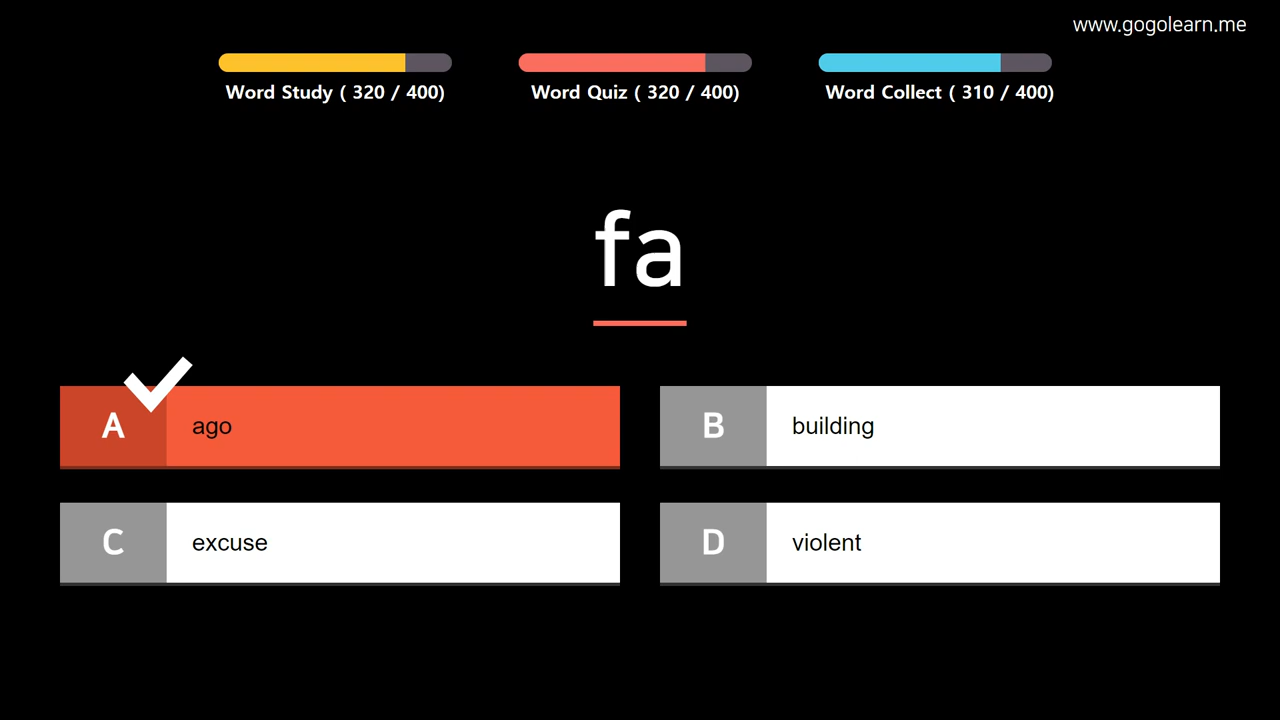 www.gogolearn.me
Word Study ( 320 / 400)
Word Quiz ( 320 / 400)
Word Collect ( 310 / 400)
fa
A ago
B building
C excuse
D violent